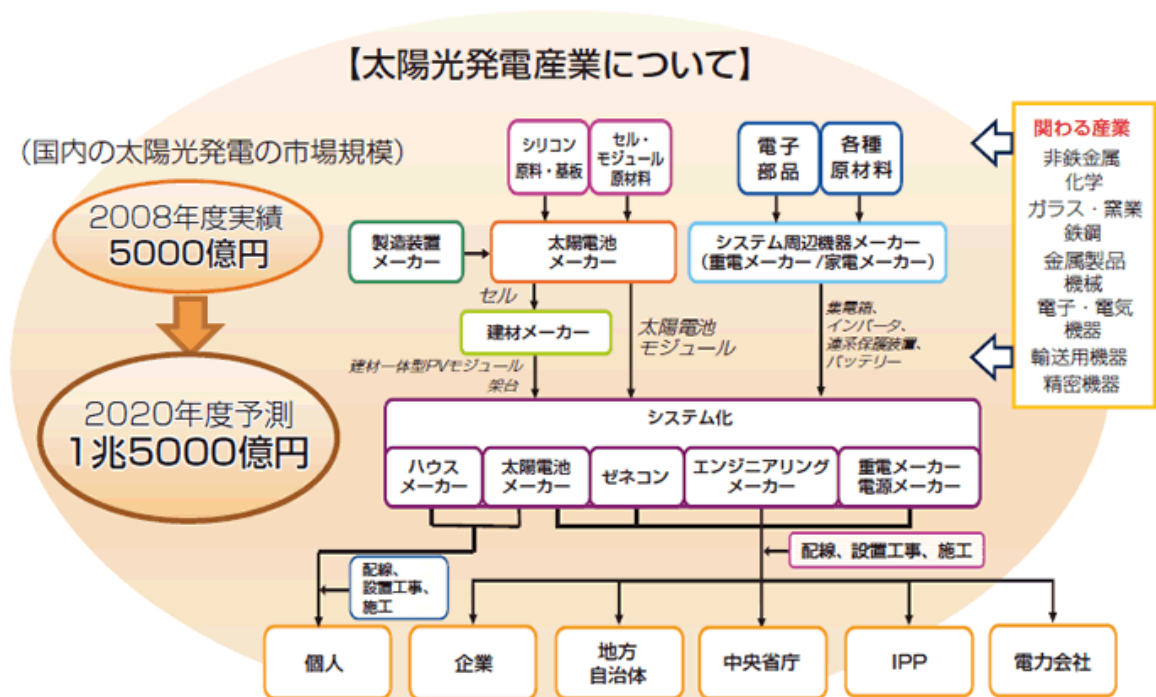 【太陽光発電産業について】
（国内の太陽光発電の市場規模）
2008年度実績
5000億円
2020年度予測
1兆5000億円
シリコン
原料・基板
セル・
モジュール
原材料
電子
部品
各種
原材料
製造装置
メーカー
太陽電池
メーカー
システム周辺機器メーカー
（重電メーカー/家電メーカー）
セル
建材メーカー
太陽電池
モジュール
集電箱、
インバータ、
連系保護装置、
バッテリー
建材一体型PVモジュール
架台
システム化
ハウス
メーカー
太陽電池
メーカー
ゼネコン
エンジニアリング
メーカー
重電メーカー
電源メーカー
配線、設置工事、施工
配線、
設置工事、
施工
個人
企業
地方
自治体
中央省庁
IPP
電力会社
関わる産業
非鉄金属
化学
ガラス・窯業
鉄鋼
金属製品
機械
電子・電気
機器
輸送用機器
精密機器